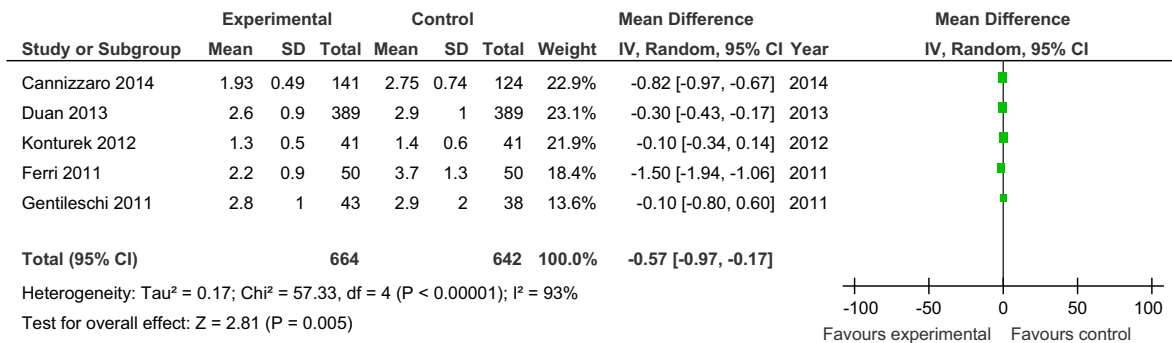 Experimental Control Mean Difference Mean Difference
Study or Subgroup Mean SD Total Mean SD Total Weight IV, Random, 95% CI Year IV, Random, 95% CI
Cannizzaro 2014 1.93 0.49 141 2.75 0.74 124 22.9% -0.82 [-0.97, -0.67] 2014
Duan 2013 2.6 0.9 389 2.9 1 389 23.1% -0.30 [-0.43, -0.17] 2013
Konturek 2012 1.3 0.5 41 1.4 0.6 41 21.9% -0.10 [-0.34, 0.14] 2012
Ferri 2011 2.2 0.9 50 3.7 1.3 50 18.4% -1.50 [-1.94, -1.06] 2011
Gentileschi 2011 2.8 1 43 2.9 2 38 13.6% -0.10 [-0.80, 0.60] 2011
Total (95% CI) 664 642 100.0% -0.57 [-0.97, -0.17]
Heterogeneity: Tau² = 0.17; Chi² = 57.33, df = 4 (P < 0.00001); I² = 93%
Test for overall effect: Z = 2.81 (P = 0.005)
-100 -50 0 50 100
Favours experimental Favours control